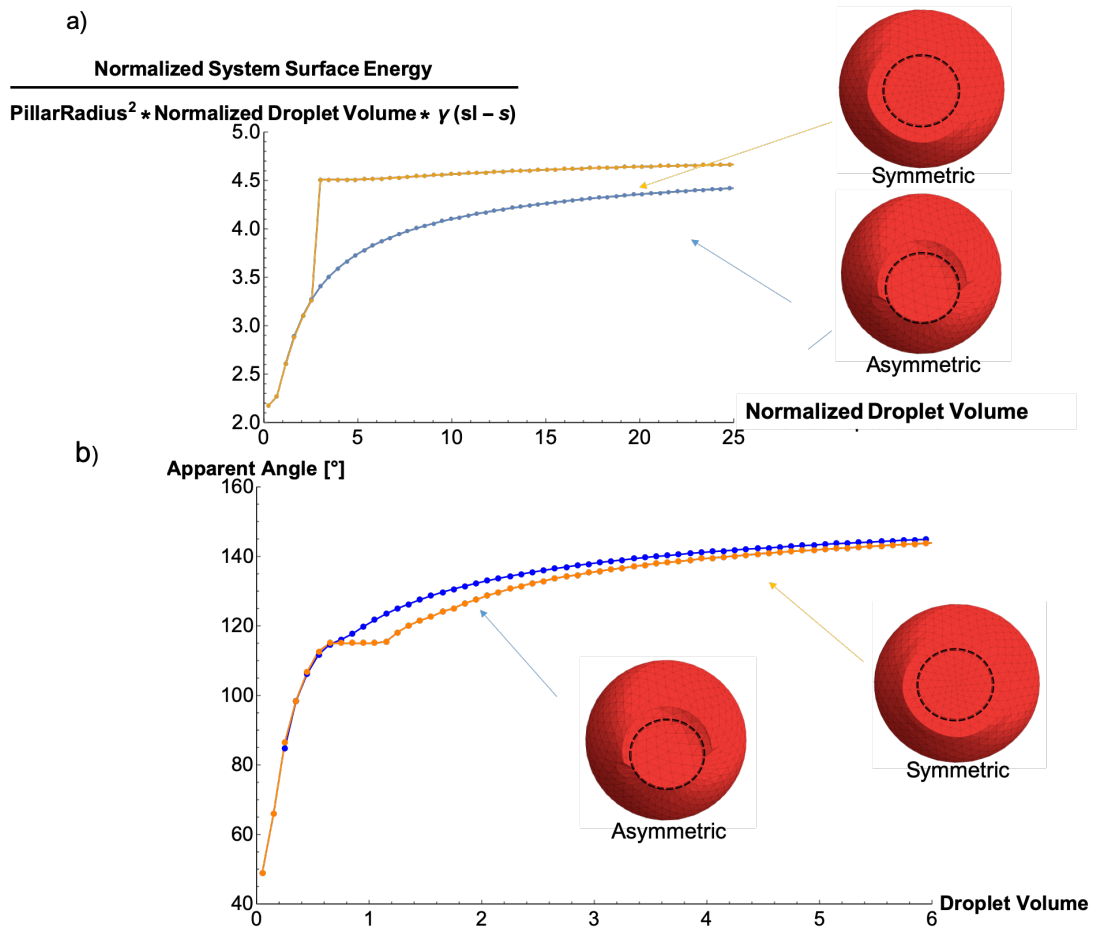 a)
Normalized System Surface Energy
PillarRadius² * Normalized Droplet Volume * γ (sl – s)
5.0
4.5
4.0
3.5
3.0
2.5
2.0
0 5 10 15 20 25
Symmetric
Asymmetric
Normalized Droplet Volume
b)
Apparent Angle [°]
160
140
120
100
80
60
40
0 1 2 3 4 5 6
Asymmetric
Symmetric
Droplet Volume